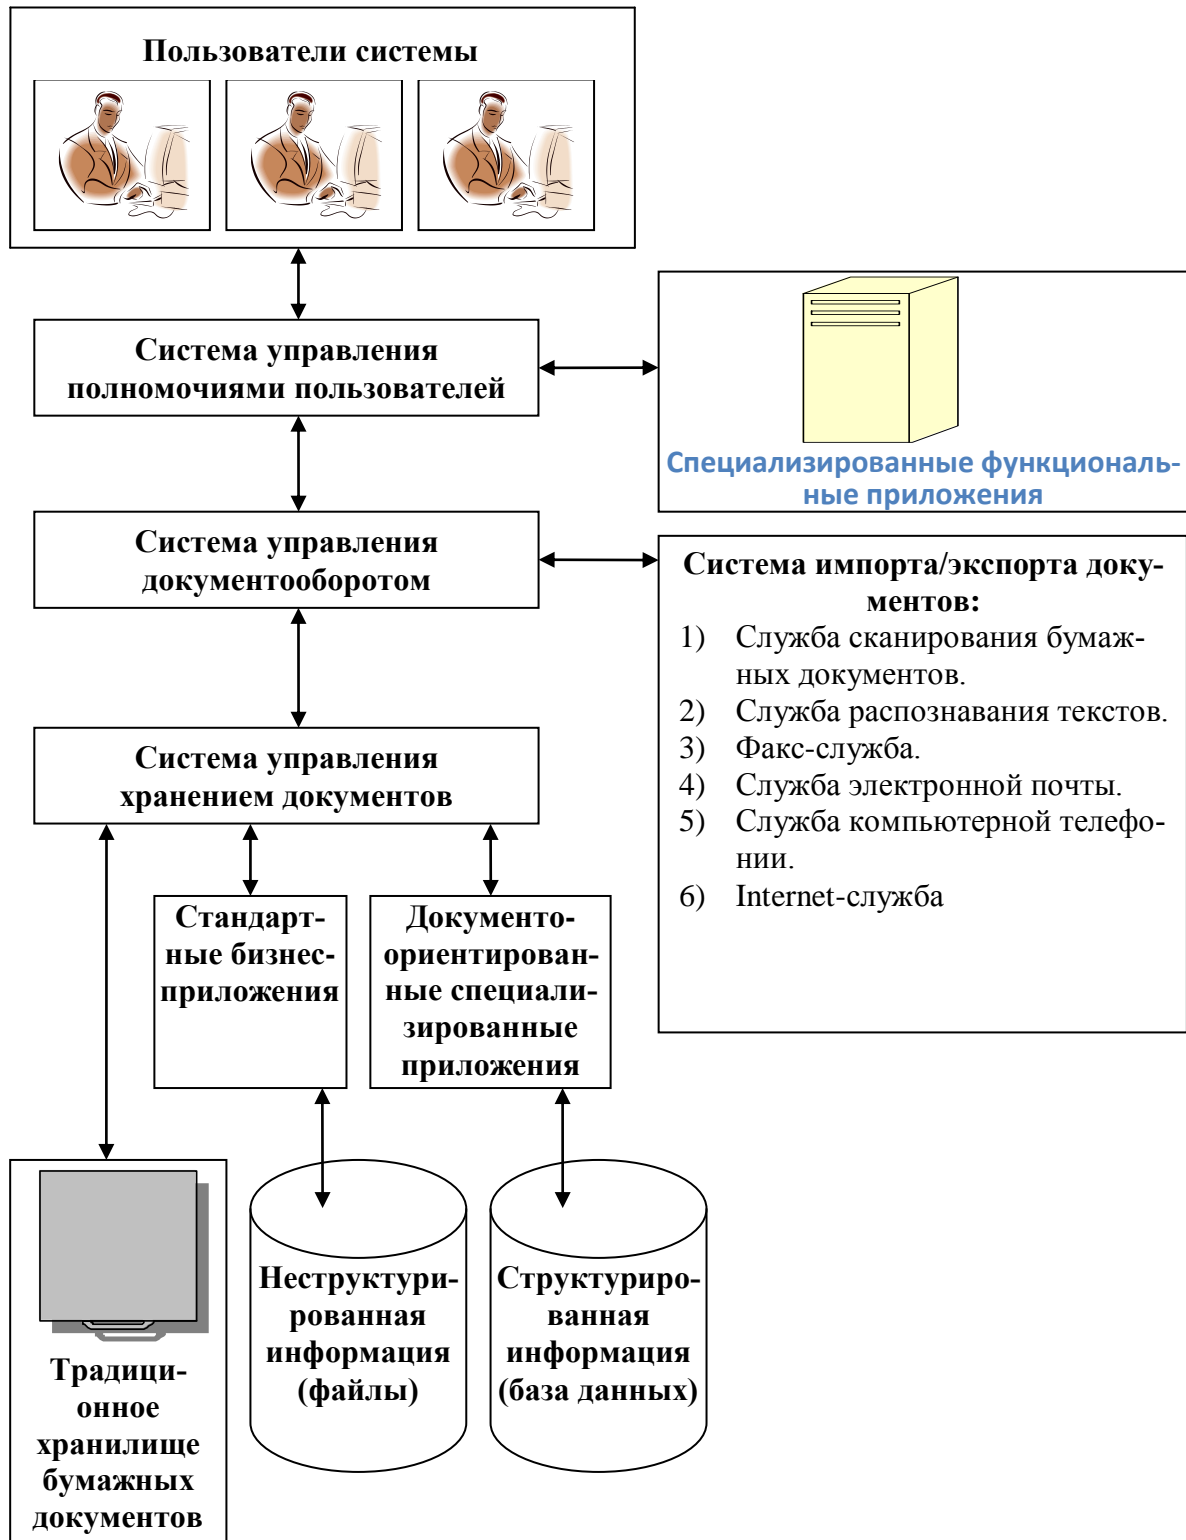 Пользователи системы
Система управления
полномочиями пользователей
Специализированные функциональ-
ные приложения
Система управления
документооборотом
Система импорта/экспорта доку-
ментов:
1) Служба сканирования бумаж-
ных документов.
2) Служба распознавания текстов.
3) Факс-служба.
4) Служба электронной почты.
5) Служба компьютерной телефо-
нии.
6) Internet-служба
Система управления
хранением документов
Стандарт-
ные бизнес-
приложения
Документо-
ориентирован-
ные специали-
зированные
приложения
Традици-
онное
хранилище
бумажных
документов
Неструктури-
рованная
информация
(файлы)
Структуриро-
ванная
информация
(база данных)